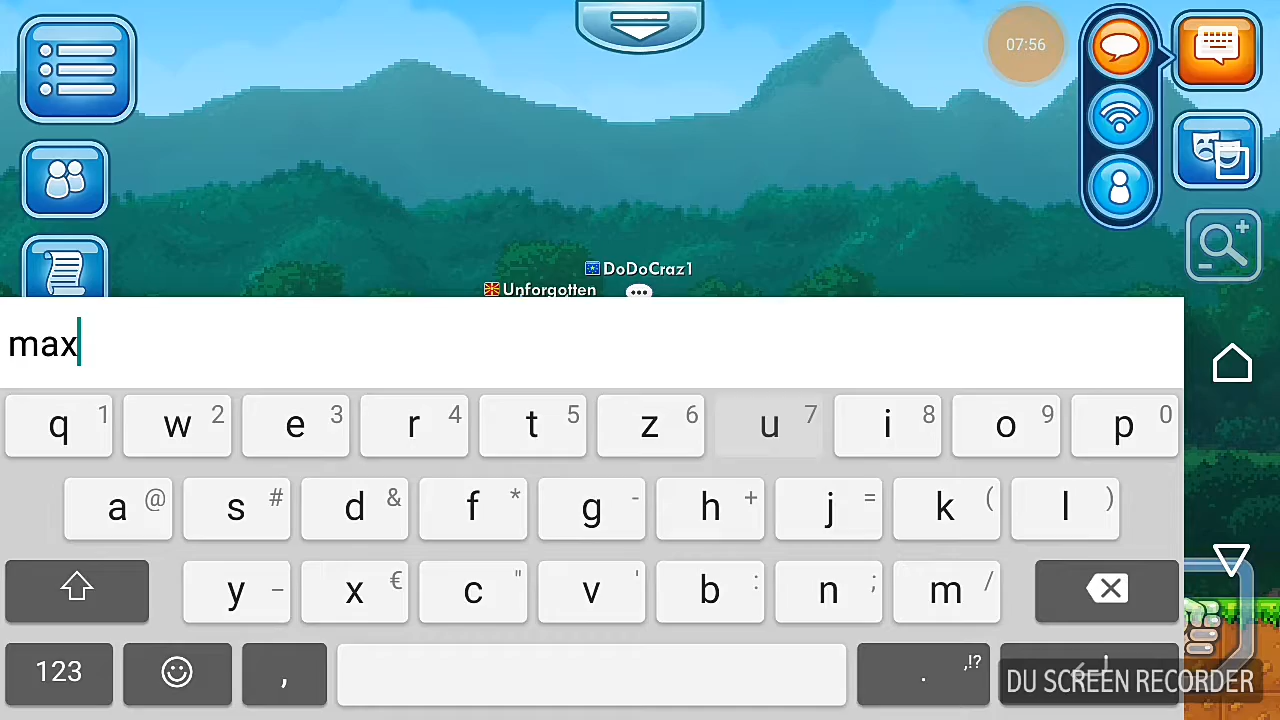 07:56
DoDoCraz1
Unforgotten
max
q 1 w 2 e 3 r 4 t 5 z 6 u 7 i 8 o 9 p 0
a @ s # d & f * g - h + j = k ( l )
y _ x € c " v ' b : n ; m /
123 , . ,!?
DU SCREEN RECORDER